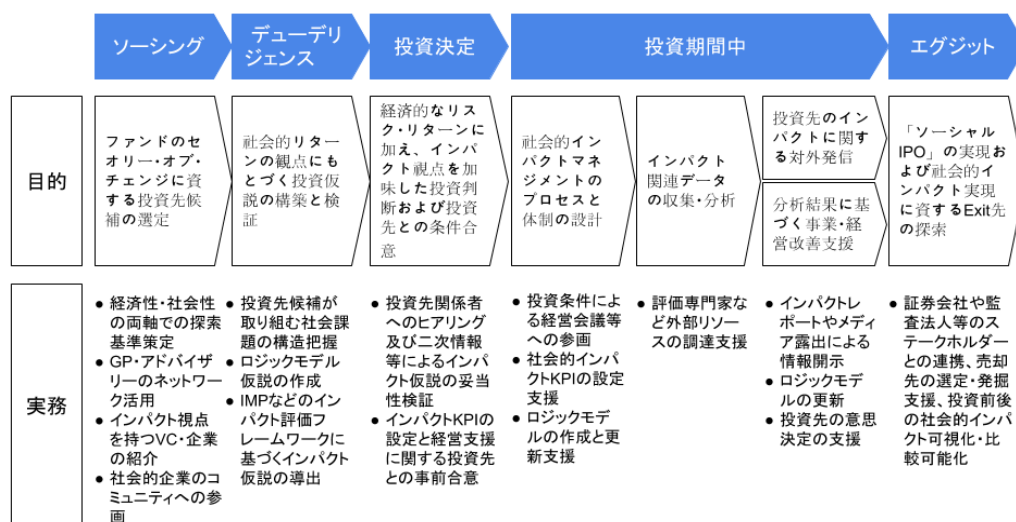 ソーシング
デューデリ
ジェンス
投資決定
投資期間中
エグジット
目的
ファンドのセ
オリー・オブ・
チェンジに資
する投資先候
補の選定
社会的リター
ンの観点にも
とづく投資仮
説の構築と検
証
経済的なリス
ク・リターンに
加え、インパ
クト視点を加
味した投資判
断および投資
先との条件合
意
社会的インパ
クトマネジ
メントの
プロセスと
体制の設計
インパクト
関連データ
の収集・分析
投資先のイン
パクトに関す
る対外発信
分析結果に基
づく事業・経
営改善支援
「ソーシャル
IPO」の実現お
よび社会的イ
ンパクト実現
に資するExit先
の探索
実務
● 経済性・社会性
の両軸での探索
基準策定
● GP・アドバイザ
リーのネットワー
ク活用
● インパクト視点
を持つVC・企業
の紹介
● 社会的企業のコ
ミュニティへの参
画
● 投資先候補が
取り組む社会課
題の構造把握
● ロジックモデル
仮説の作成
● IMPなどのイン
パクト評価フ
レームワークに
基づくインパクト
仮説の導出
● 投資先関係者
へのヒアリング
及び二次情報
等によるインパ
クト仮説の妥当
性検証
● インパクトKPIの
設定と経営支援
に関する投資先
との事前合意
● 投資条件によ
る経営会議等
への参画
● 社会的インパ
クトKPIの設定
支援
● ロジックモ
デルの作成と更
新支援
● 評価専門家な
ど外部リソー
スの調達支援
● インパクトレ
ポートやメディ
ア露出による
情報開示
● ロジックモデ
ルの更新
● 投資先の意思
決定の支援
● 証券会社や監
査法人等のス
テークホルダー
との連携、売却
先の選定・発掘
支援、投資前後
の社会的インパ
クト可視化・比
較可能化